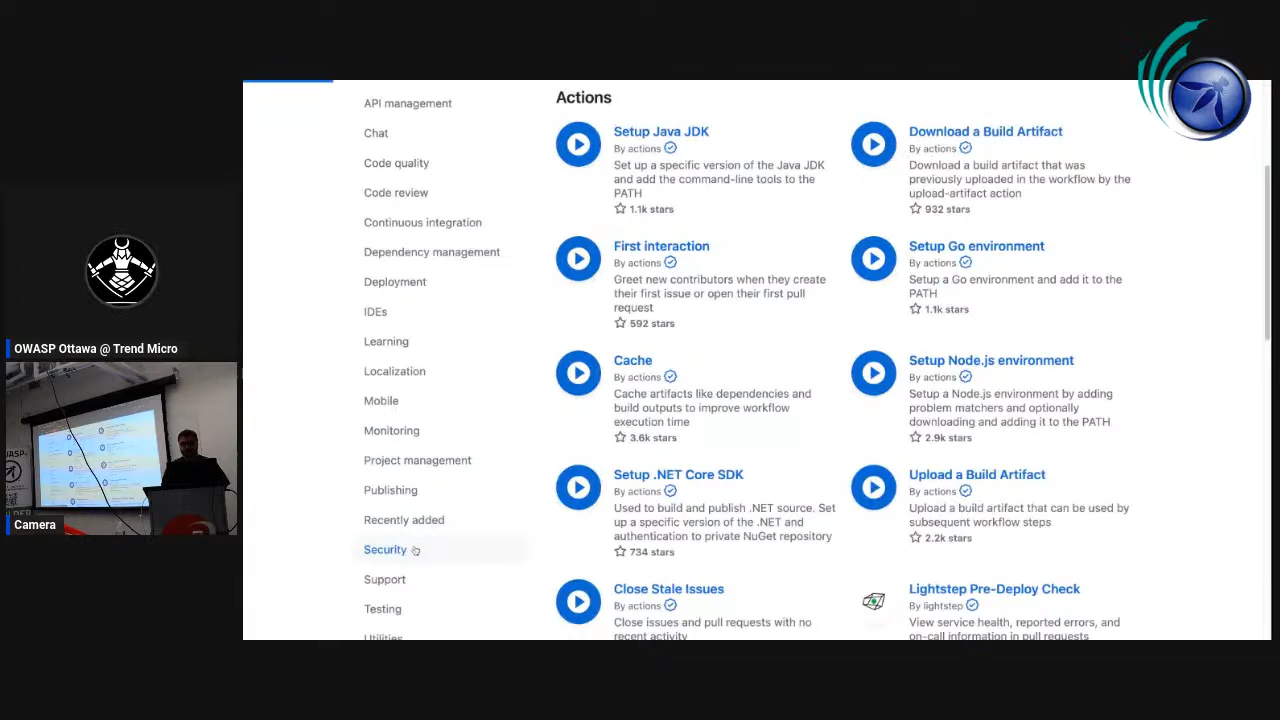 API management
Chat
Code quality
Code review
Continuous integration
Dependency management
Deployment
IDEs
Learning
Localization
Mobile
Monitoring
Project management
Publishing
Recently added
Security
Support
Testing
Utilities
Actions
Setup Java JDK
By actions
Set up a specific version of the Java JDK
and add the command-line tools to the
PATH
1.1k stars
Download a Build Artifact
By actions
Download a build artifact that was
previously uploaded in the workflow by the
upload-artifact action
932 stars
First interaction
By actions
Greet new contributors when they create
their first issue or open their first pull
request
592 stars
Setup Go environment
By actions
Setup a Go environment and add it to the
PATH
1.1k stars
Cache
By actions
Cache artifacts like dependencies and
build outputs to improve workflow
execution time
3.6k stars
Setup Node.js environment
By actions
Setup a Node.js environment by adding
problem matchers and optionally
downloading and adding it to the PATH
2.9k stars
Setup .NET Core SDK
By actions
Used to build and publish .NET source. Set
up a specific version of the .NET and
authentication to private NuGet repository
734 stars
Upload a Build Artifact
By actions
Upload a build artifact that can be used by
subsequent workflow steps
2.2k stars
Close Stale Issues
By actions
Close issues and pull requests with no
recent activity
Lightstep Pre-Deploy Check
By lightstep
View service health, reported errors, and
on-call information in pull requests
OWASP Ottawa @ Trend Micro
Camera